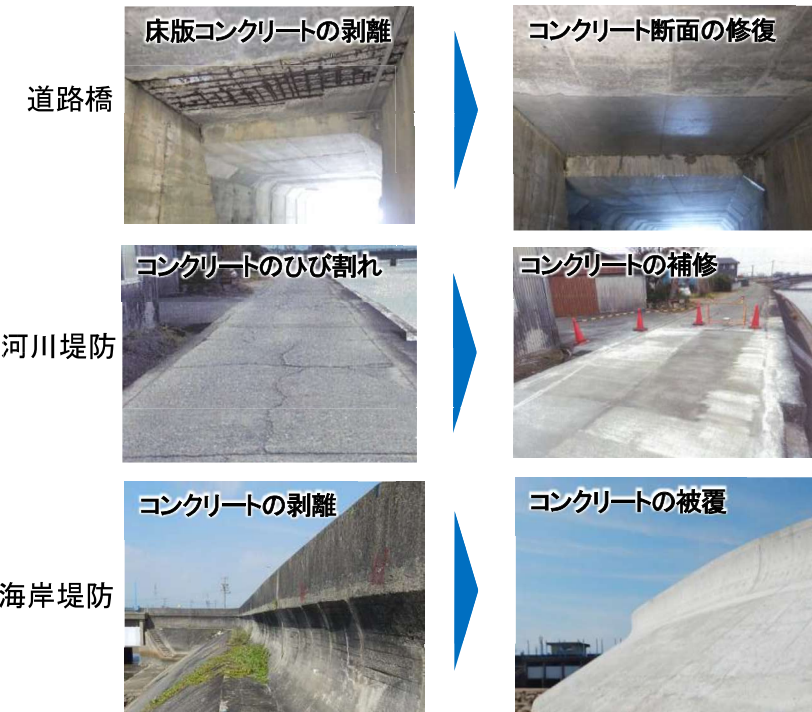 道路橋
床版コンクリートの剥離
コンクリート断面の修復
河川堤防
コンクリートのひび割れ
コンクリートの補修
海岸堤防
コンクリートの剥離
コンクリートの被覆